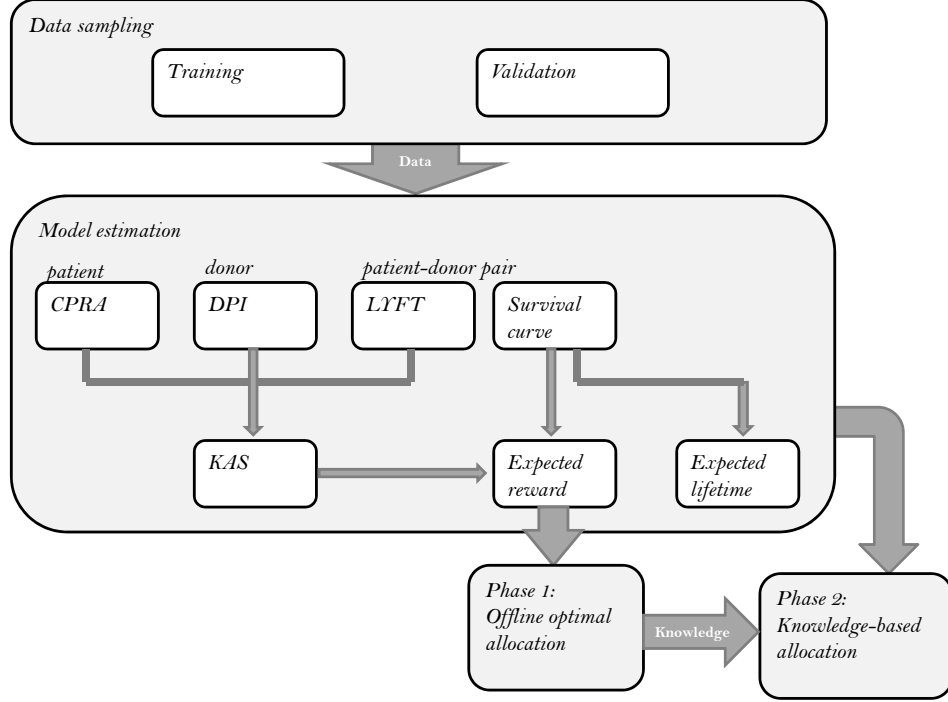 Data sampling
Training
Validation
Data
Model estimation
patient
donor
patient-donor pair
CPRA
DPI
LYFT
Survival
curve
KAS
Expected
reward
Expected
lifetime
Phase 1:
Offline optimal
allocation
Knowledge
Phase 2:
Knowledge-based
allocation